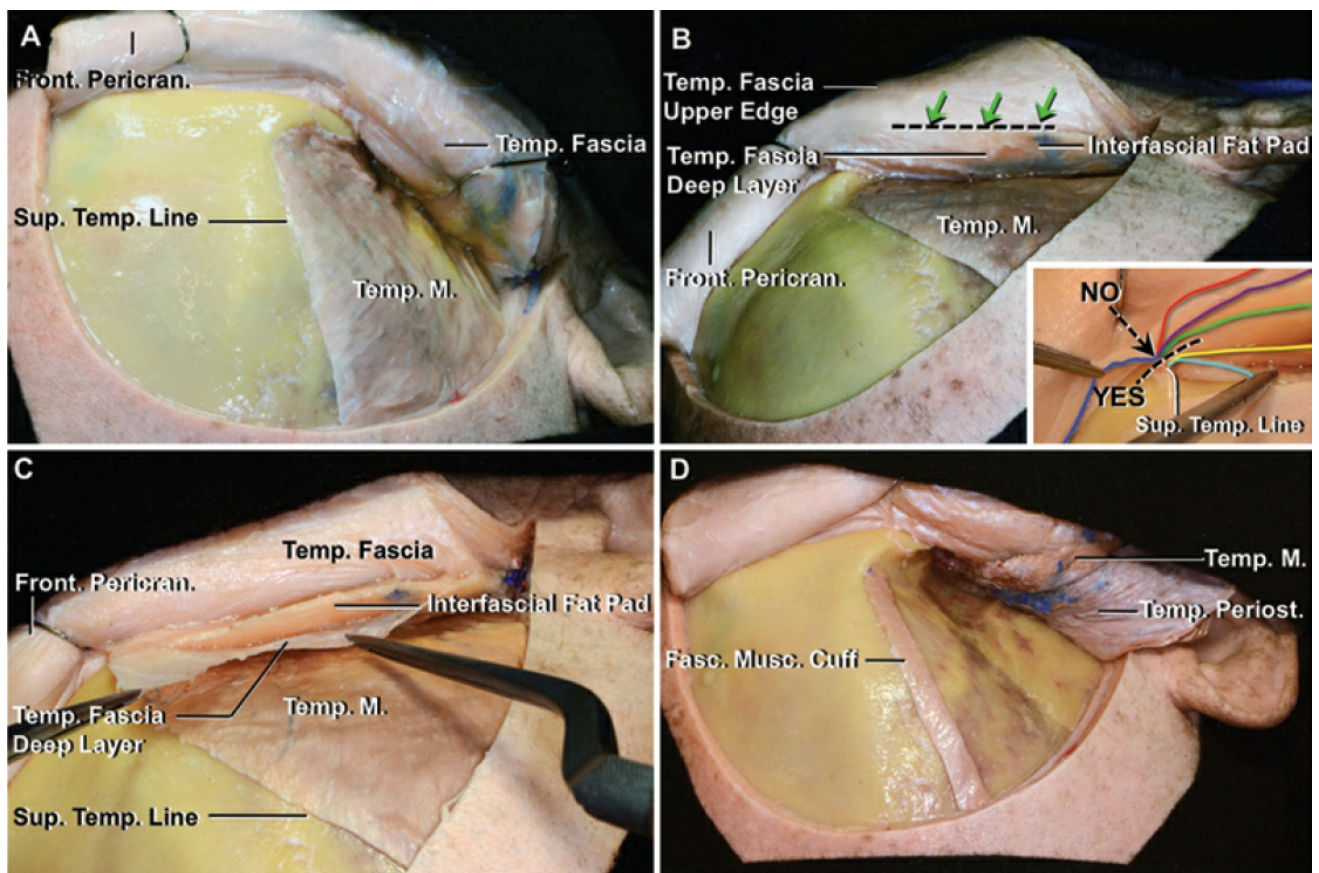 A
Front. Pericran.
Temp. Fascia
Sup. Temp. Line
Temp. M.
B
Temp. Fascia
Upper Edge
Temp. Fascia
Deep Layer
Interfascial Fat Pad
Temp. M.
Front. Pericran.
NO
YES
Sup. Temp. Line
C
Temp. Fascia
Front. Pericran.
Interfascial Fat Pad
Temp. Fascia
Deep Layer
Temp. M.
Sup. Temp. Line
D
Temp. M.
Temp. Periost.
Fasc. Musc. Cuff